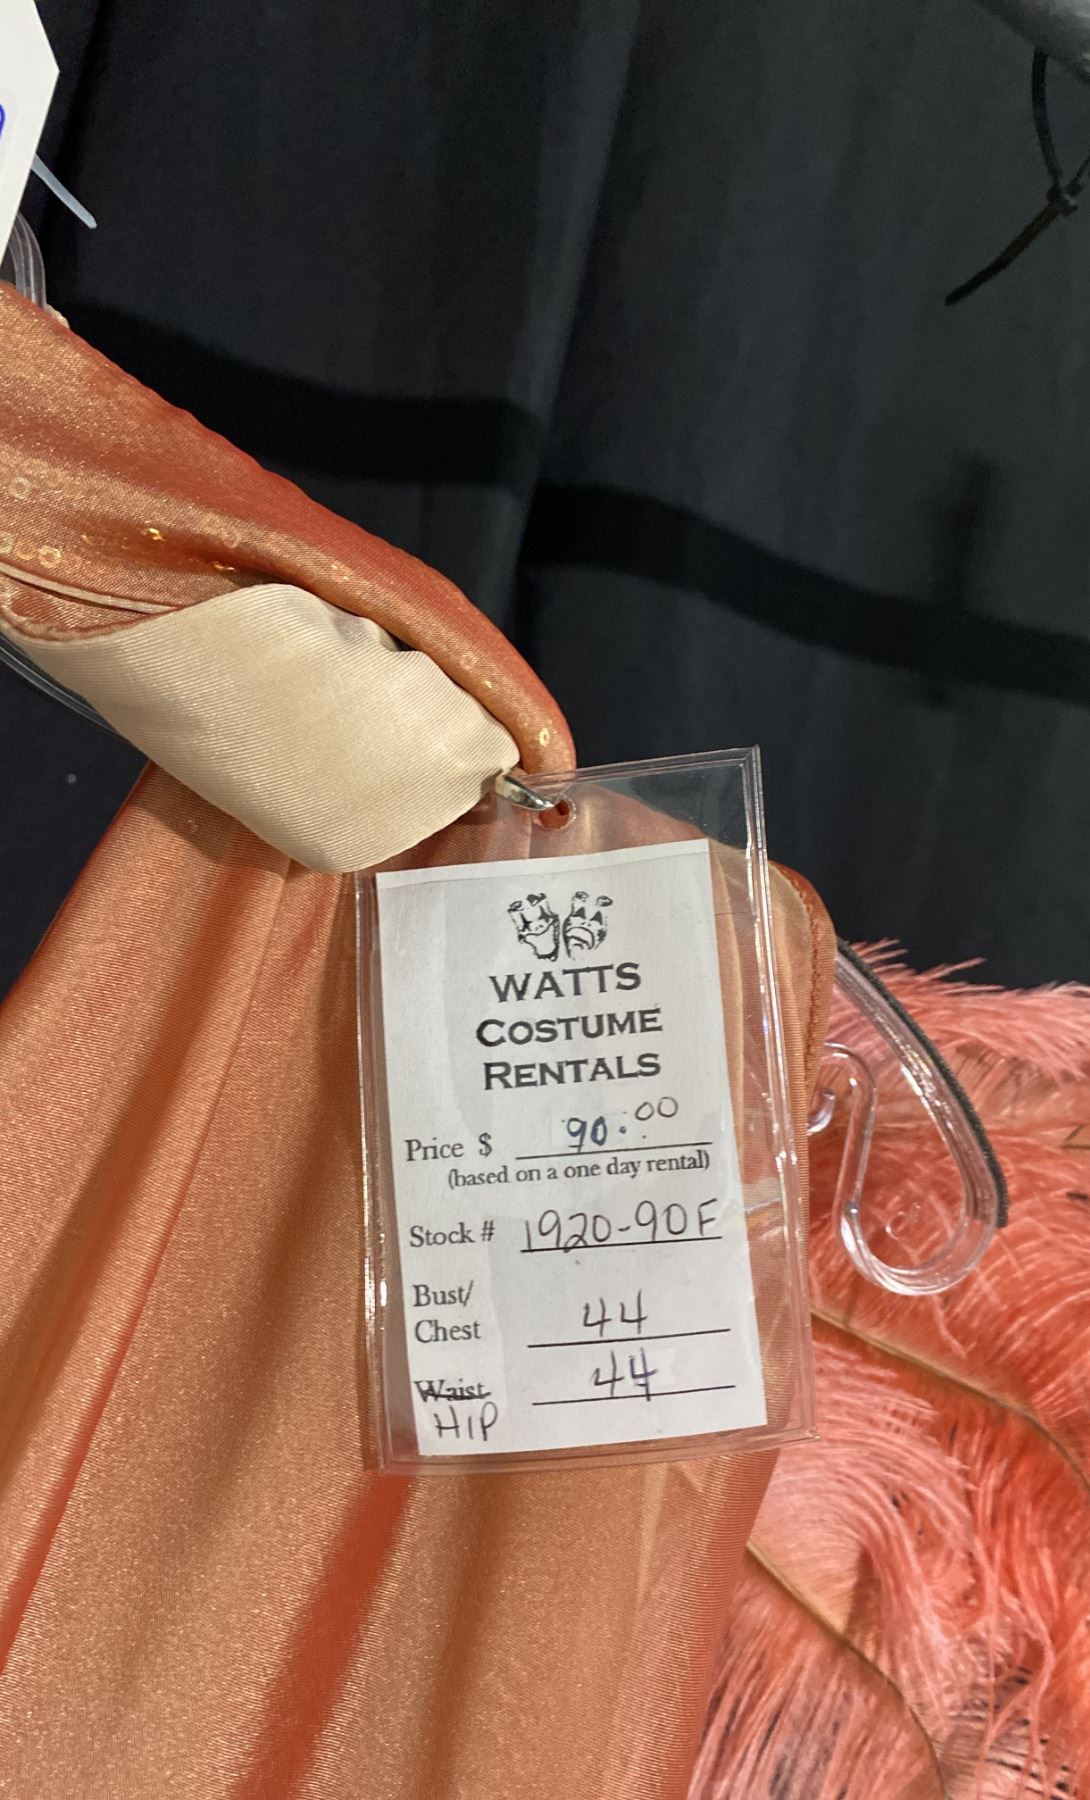 WATTS
COSTUME
RENTALS
Price $ 90.00
(based on a one day rental)
Stock # 1920-90F
Bust/
Chest 44
Waist 44
HIP